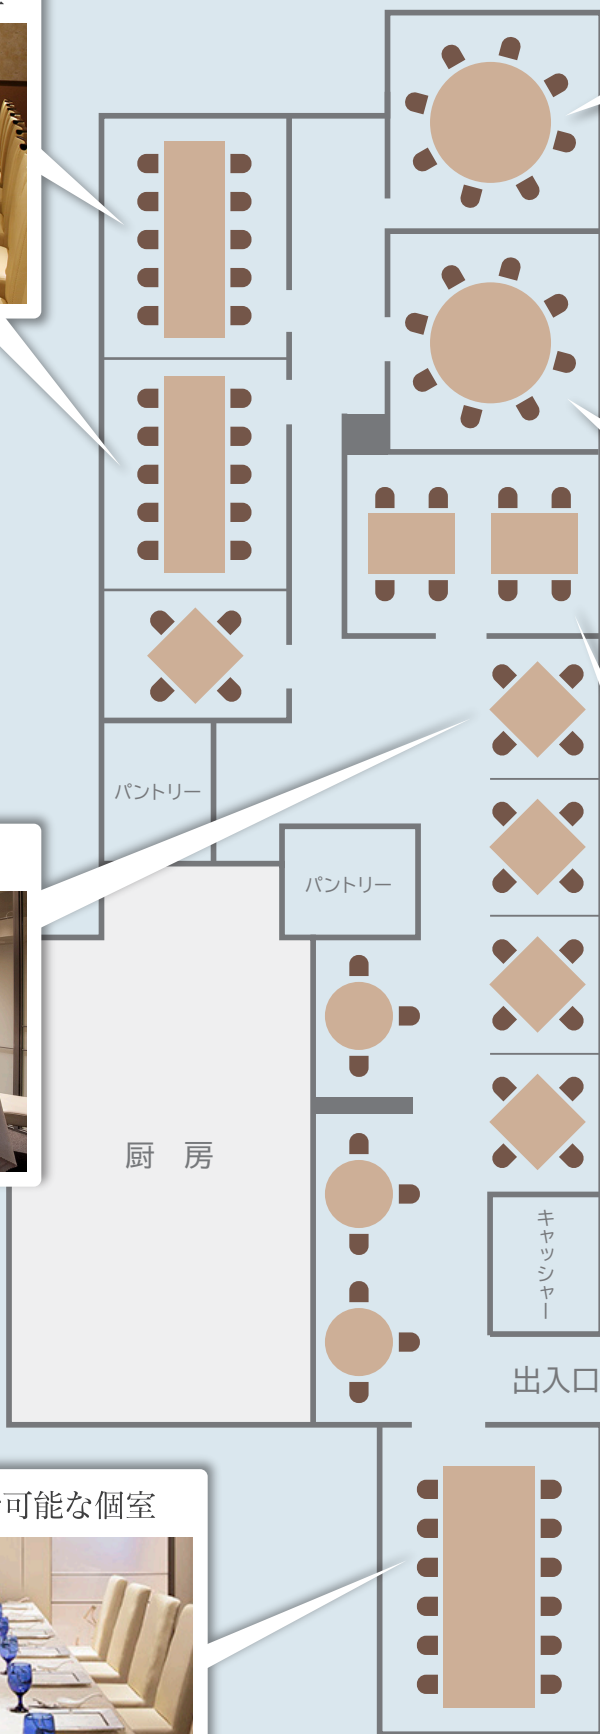 パントリー
パントリー
厨　房
キャッシャー
出入口
可能な個室